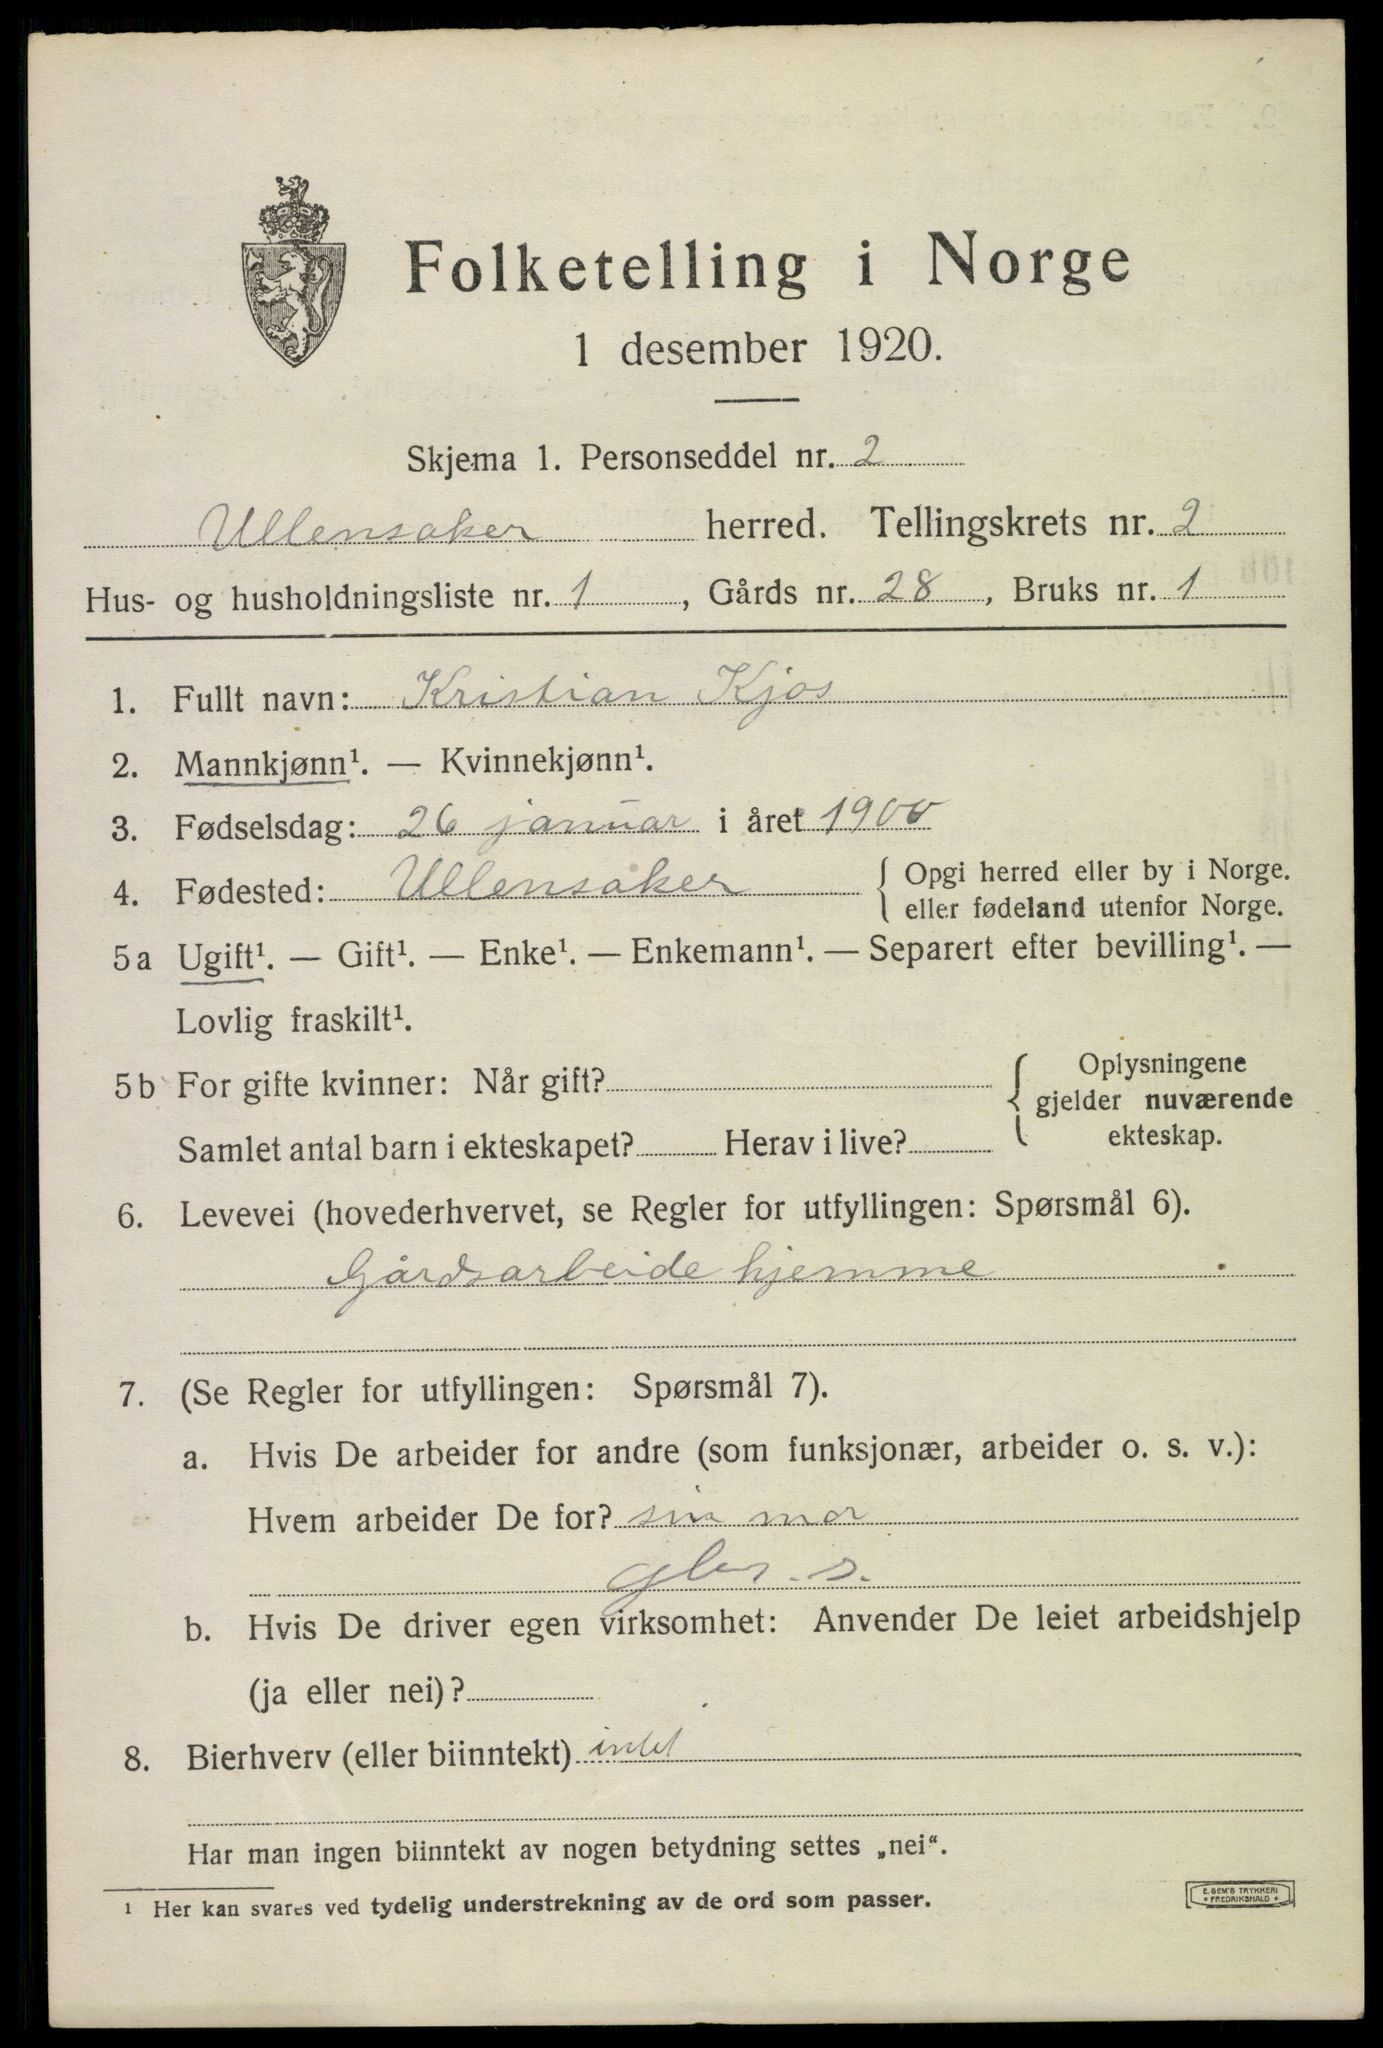 Folketelling i Norge
1 desember 1920.
Skjema 1. Personseddel nr. 2
Ullensaker herred. Tellingskrets nr. 2
Hus- og husholdningsliste nr. 1, Gårds nr. 28, Bruks nr. 1
1. Fullt navn: Kristian Kjos
2. Mannkjønn¹. — Kvinnekjønn¹.
3. Fødselsdag: 26 januar i året 1900
4. Fødested: Ullensaker { Opgi herred eller by i Norge.
eller fødeland utenfor Norge.
5a Ugift¹. — Gift¹. — Enke¹. — Enkemann¹. — Separert efter bevilling¹. —
Lovlig fraskilt¹.
5b For gifte kvinner: Når gift?
Samlet antal barn i ekteskapet? Herav i live?
{ Oplysningene
gjelder nuværende
ekteskap.
6. Levevei (hovederhvervet, se Regler for utfyllingen: Spørsmål 6).
Gårdsarbeide hjemme
7. (Se Regler for utfyllingen: Spørsmål 7).
a. Hvis De arbeider for andre (som funksjonær, arbeider o. s. v.):
Hvem arbeider De for? sin mor
s.
b. Hvis De driver egen virksomhet: Anvender De leiet arbeidshjelp
(ja eller nei)?
8. Bierhverv (eller biinntekt) intet
Har man ingen biinntekt av nogen betydning settes „nei“.
¹ Her kan svares ved tydelig understrekning av de ord som passer.
E. SEM'S TRYKKERI
• FREDRIKSHALD •